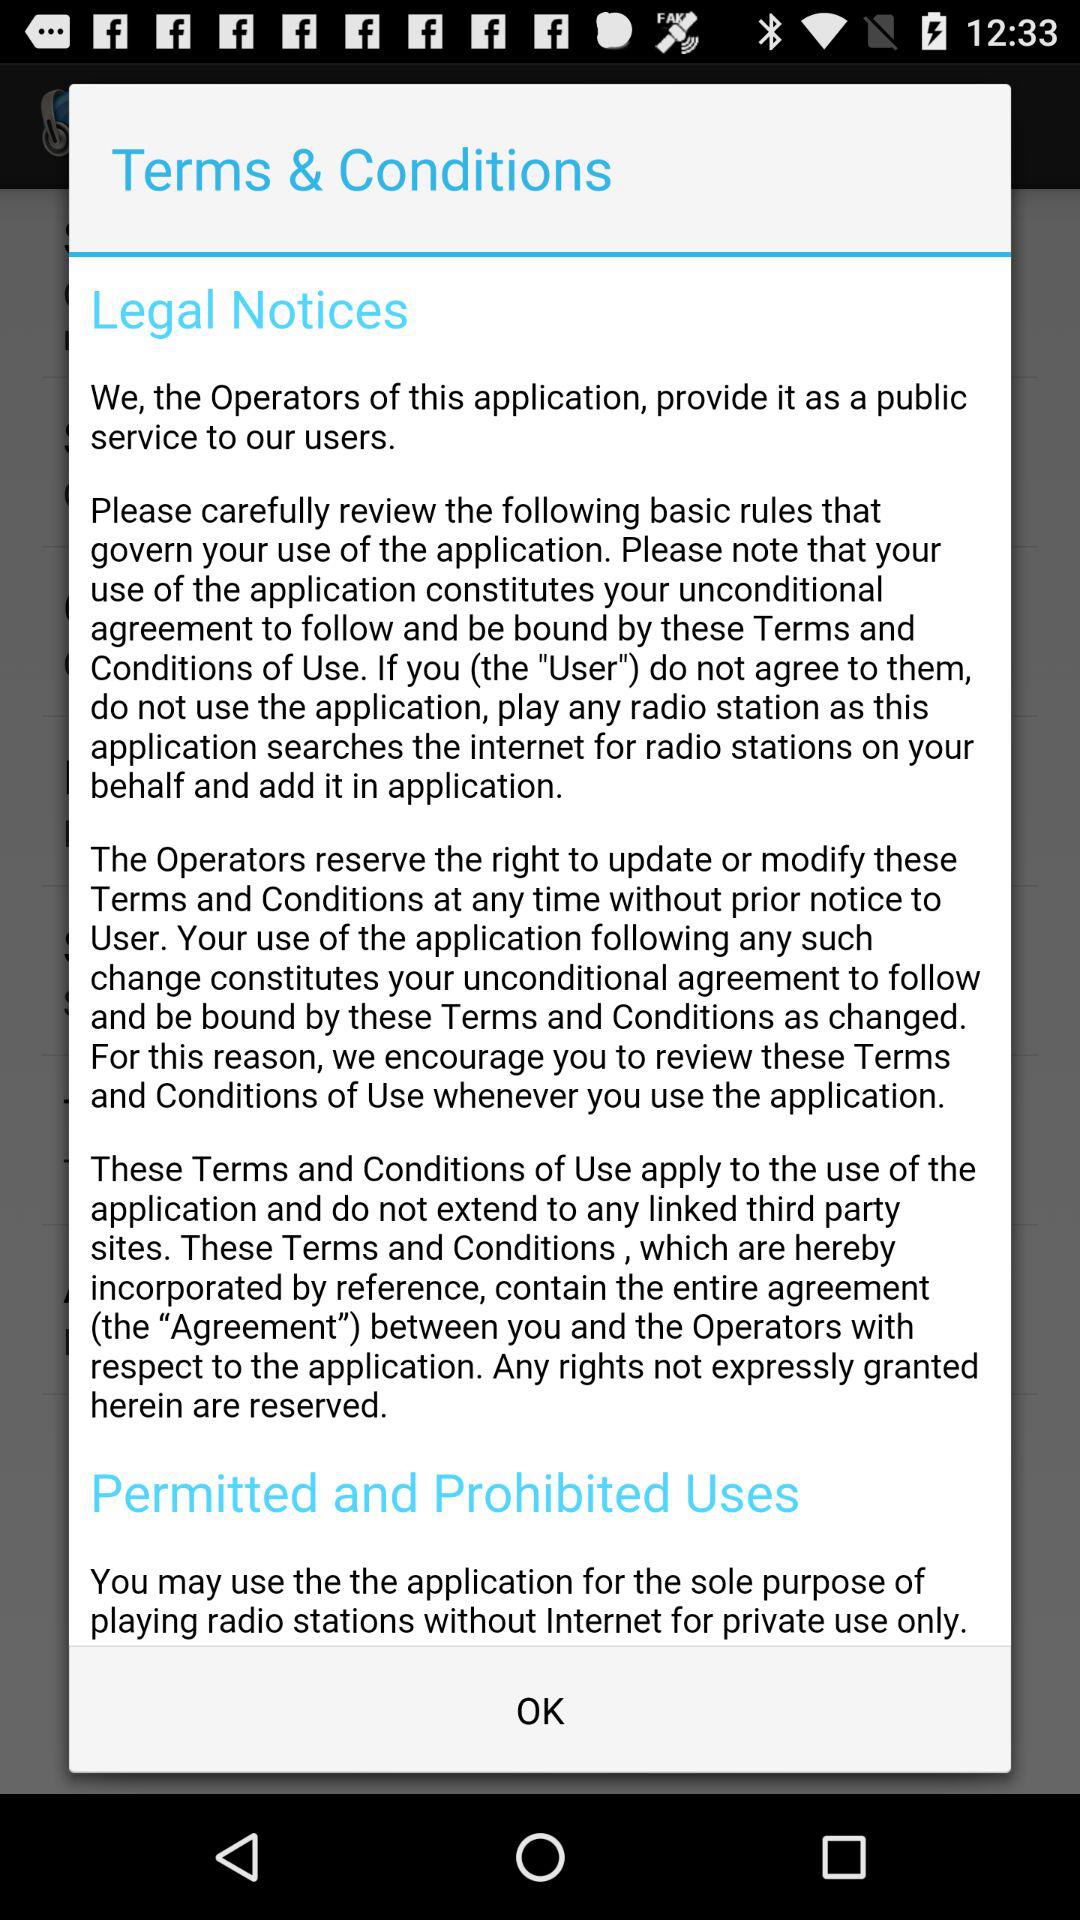 FAKE
12:33
Terms & Conditions
Legal Notices
We, the Operators of this application, provide it as a public
service to our users.
Please carefully review the following basic rules that
govern your use of the application. Please note that your
use of the application constitutes your unconditional
agreement to follow and be bound by these Terms and
Conditions of Use. If you (the "User") do not agree to them,
do not use the application, play any radio station as this
application searches the internet for radio stations on your
behalf and add it in application.
The Operators reserve the right to update or modify these
Terms and Conditions at any time without prior notice to
User. Your use of the application following any such
change constitutes your unconditional agreement to follow
and be bound by these Terms and Conditions as changed.
For this reason, we encourage you to review these Terms
and Conditions of Use whenever you use the application.
These Terms and Conditions of Use apply to the use of the
application and do not extend to any linked third party
sites. These Terms and Conditions , which are hereby
incorporated by reference, contain the entire agreement
(the “Agreement”) between you and the Operators with
respect to the application. Any rights not expressly granted
herein are reserved.
Permitted and Prohibited Uses
You may use the the application for the sole purpose of
playing radio stations without Internet for private use only.
OK